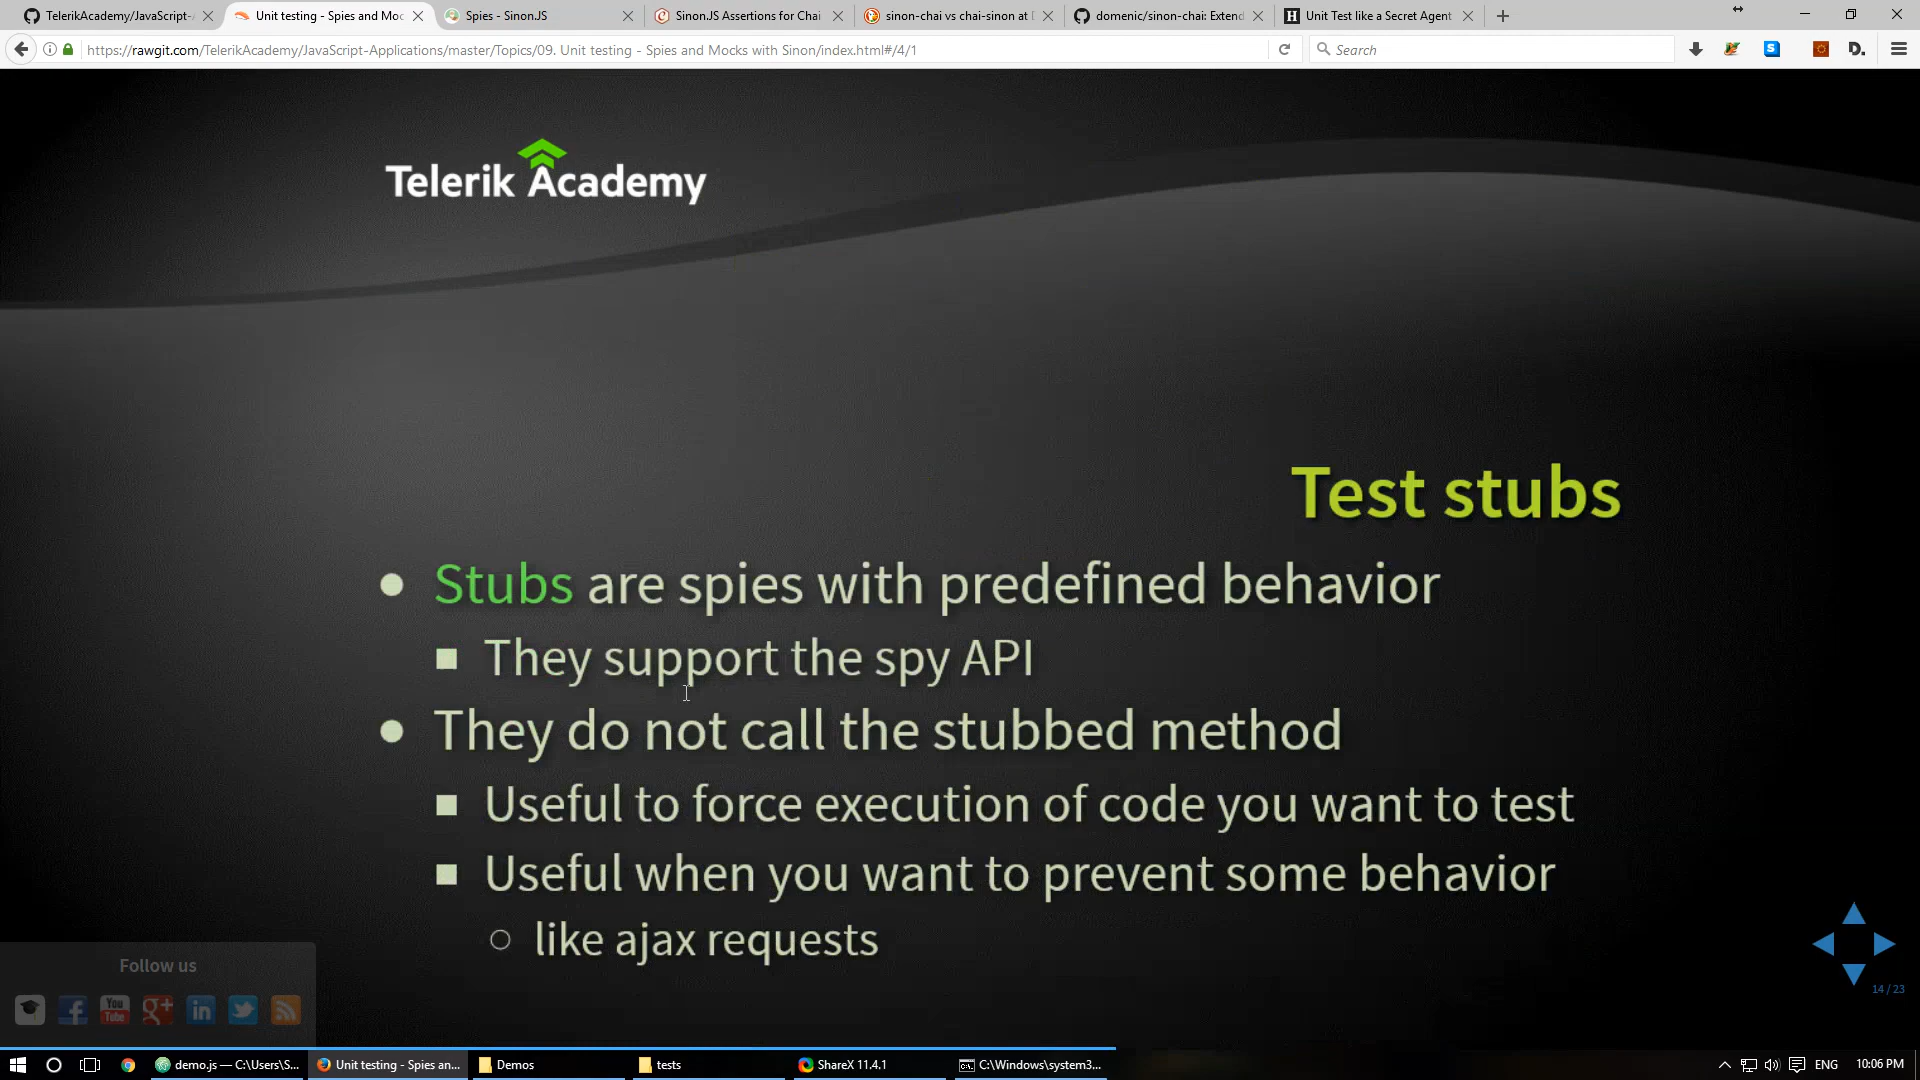 TelerikAcademy/JavaScript-
Unit testing - Spies and Moc
Spies - SinonJS
Sinon.JS Assertions for Chai
sinon-chai vs chai-sinon at
domenic/sinon-chai: Extend
Unit Test like a Secret Agent
https://rawgit.com/TelerikAcademy/JavaScript-Applications/master/Topics/09. Unit testing - Spies and Mocks with Sinon/index.html#/4/1
Search
Telerik Academy
Test stubs
Stubs are spies with predefined behavior
They support the spy API
They do not call the stubbed method
Useful to force execution of code you want to test
Useful when you want to prevent some behavior
like ajax requests
Follow us
You
Tube
14 / 23
demo.js — C:\Users\S...
Unit testing - Spies an...
Demos
tests
ShareX 11.4.1
C:\Windows\system3...
ENG
10:06 PM